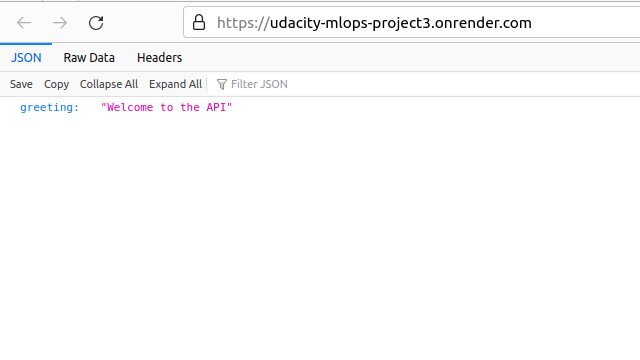 https://udacity-mlops-project3.onrender.com
JSON Raw Data Headers
Save Copy Collapse All Expand All Filter JSON
greeting: "Welcome to the API"